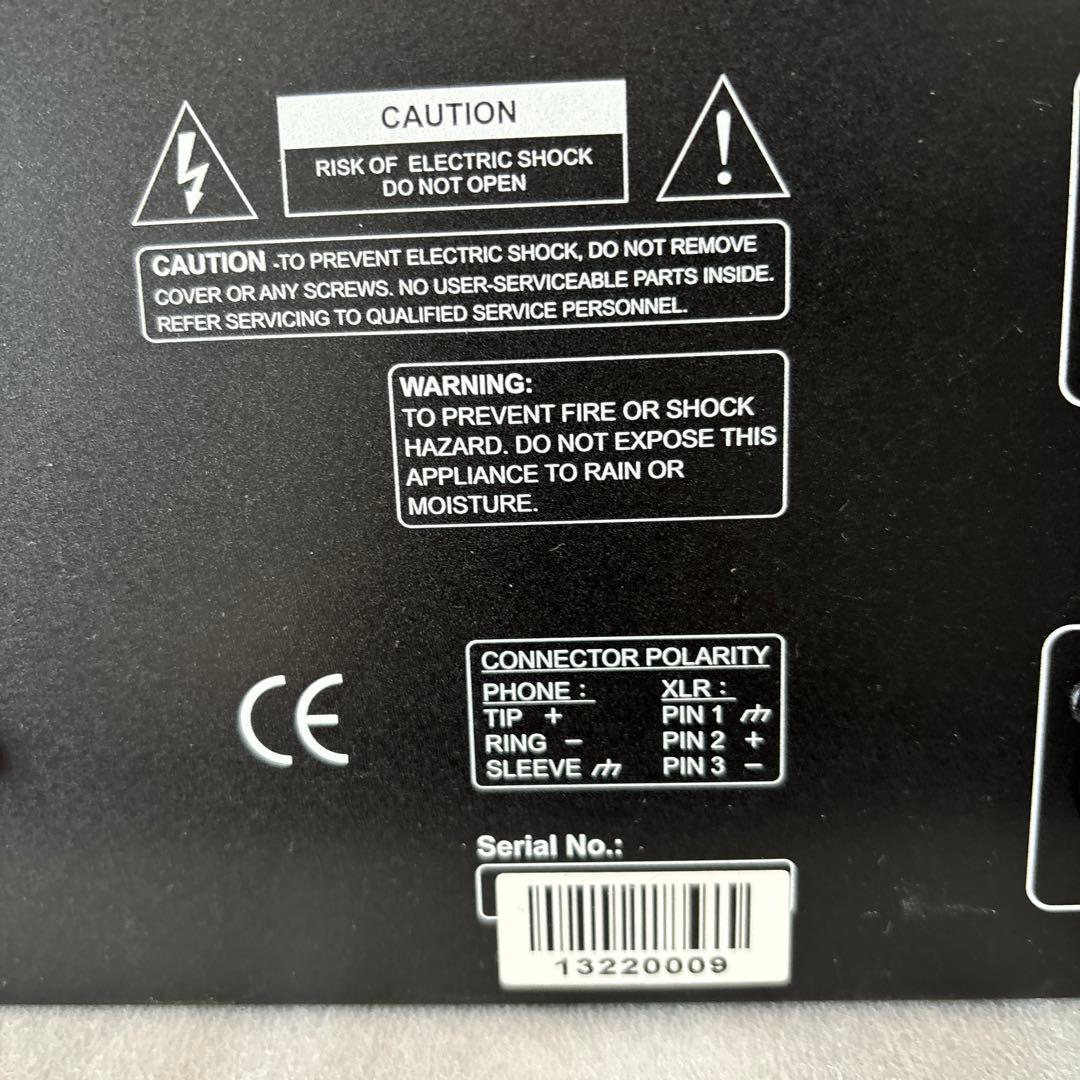 CAUTION
RISK OF ELECTRIC SHOCK
DO NOT OPEN
CAUTION -TO PREVENT ELECTRIC SHOCK, DO NOT REMOVE
COVER OR ANY SCREWS. NO USER-SERVICEABLE PARTS INSIDE.
REFER SERVICING TO QUALIFIED SERVICE PERSONNEL.
WARNING:
TO PREVENT FIRE OR SHOCK
HAZARD. DO NOT EXPOSE THIS
APPLIANCE TO RAIN OR
MOISTURE.
CE
CONNECTOR POLARITY
PHONE : XLR :
TIP + PIN 1
RING - PIN 2 +
SLEEVE PIN 3 -
Serial No.:
13220009